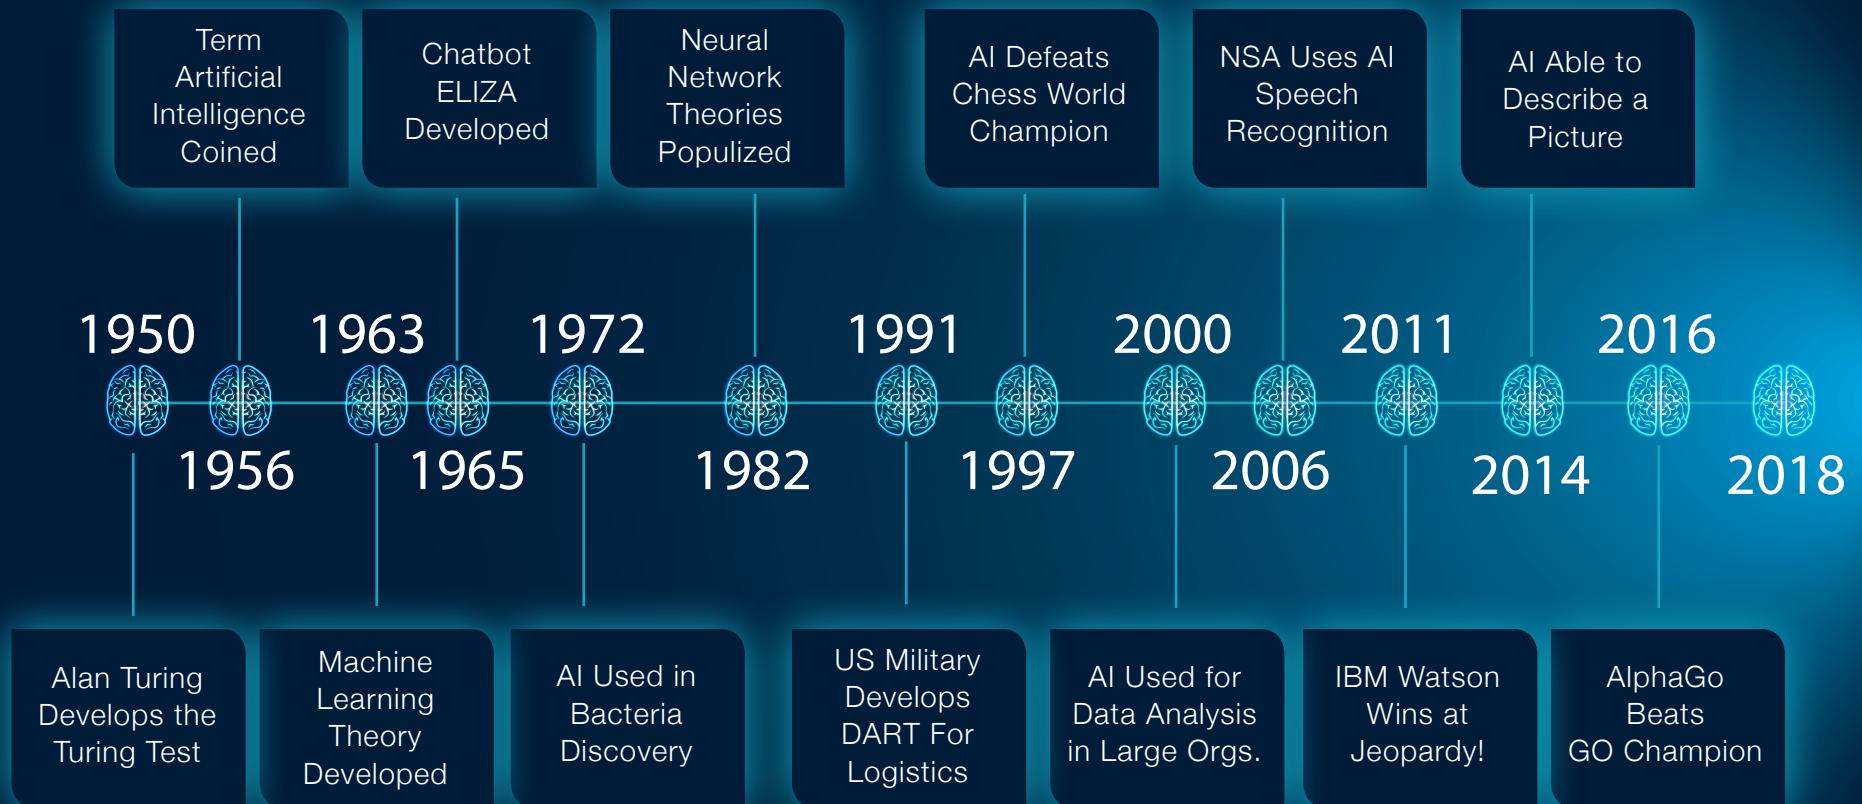 Term
Artificial
Intelligence
Coined
Chatbot
ELIZA
Developed
Neural
Network
Theories
Populized
AI Defeats
Chess World
Champion
NSA Uses AI
Speech
Recognition
AI Able to
Describe a
Picture
1950
1963
1972
1991
2000
2011
2016
1956
1965
1982
1997
2006
2014
2018
Alan Turing
Develops the
Turing Test
Machine
Learning
Theory
Developed
AI Used in
Bacteria
Discovery
US Military
Develops
DART For
Logistics
AI Used for
Data Analysis
in Large Orgs.
IBM Watson
Wins at
Jeopardy!
AlphaGo
Beats
GO Champion